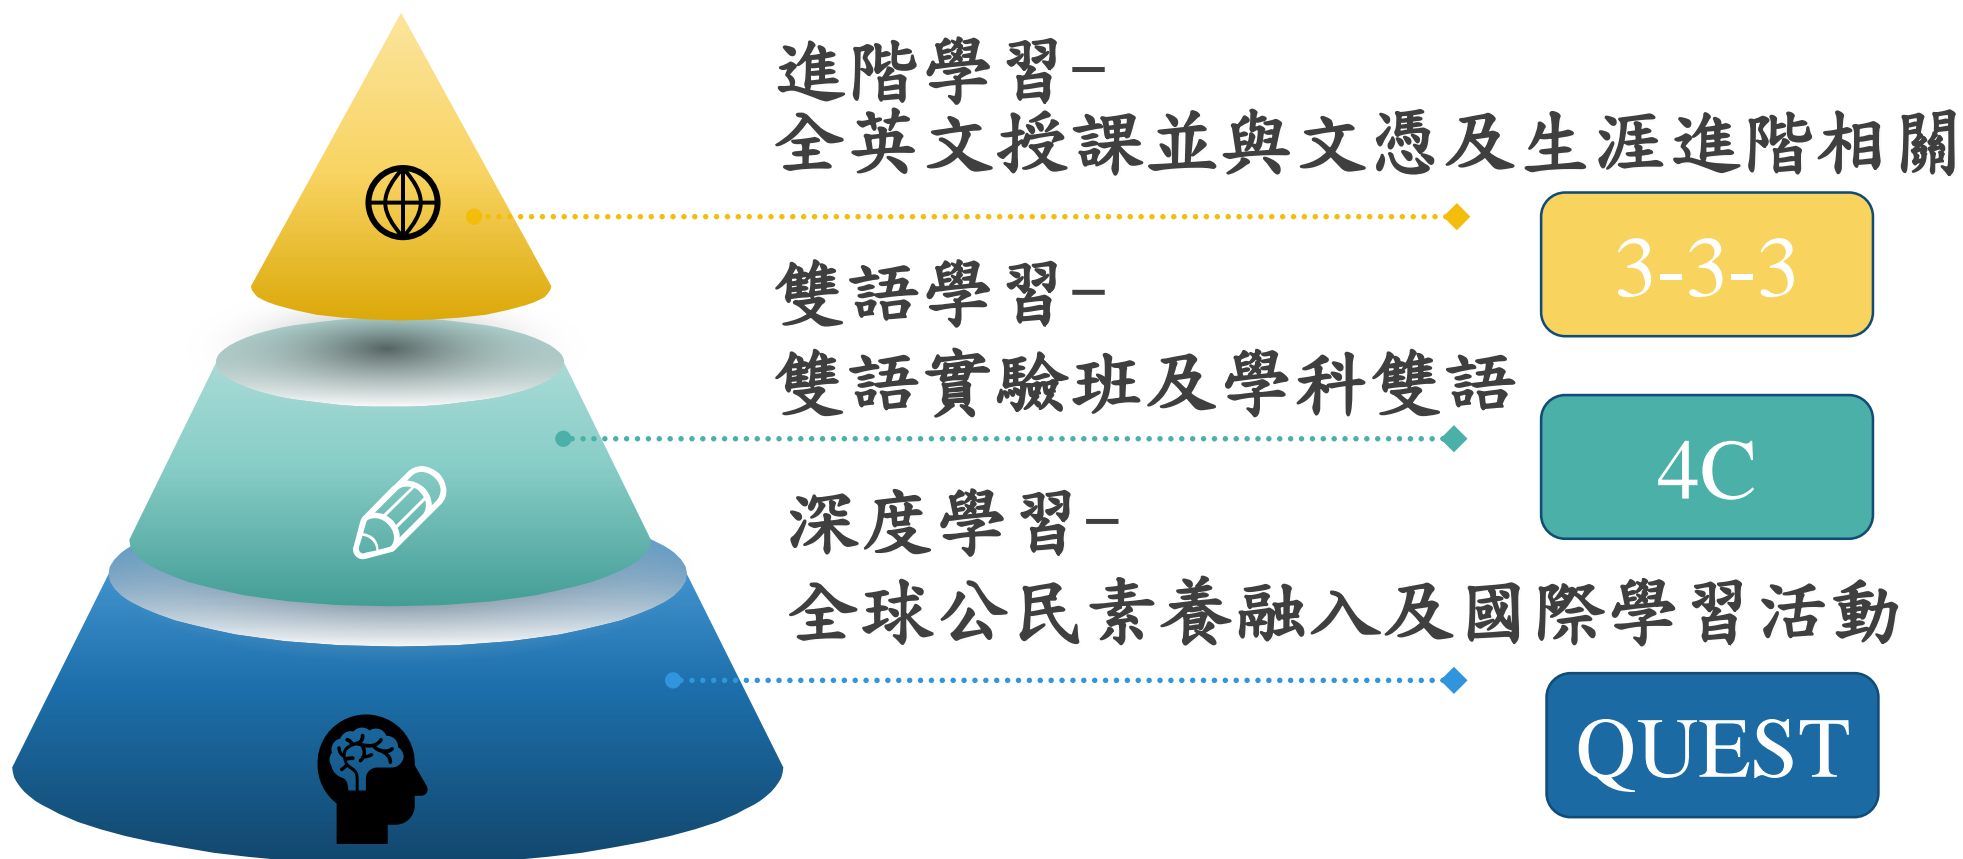 進階學習-
全英文授課並與文憑及生涯進階相關
3-3-3
雙語學習-
雙語實驗班及學科雙語
4C
深度學習-
全球公民素養融入及國際學習活動
QUEST